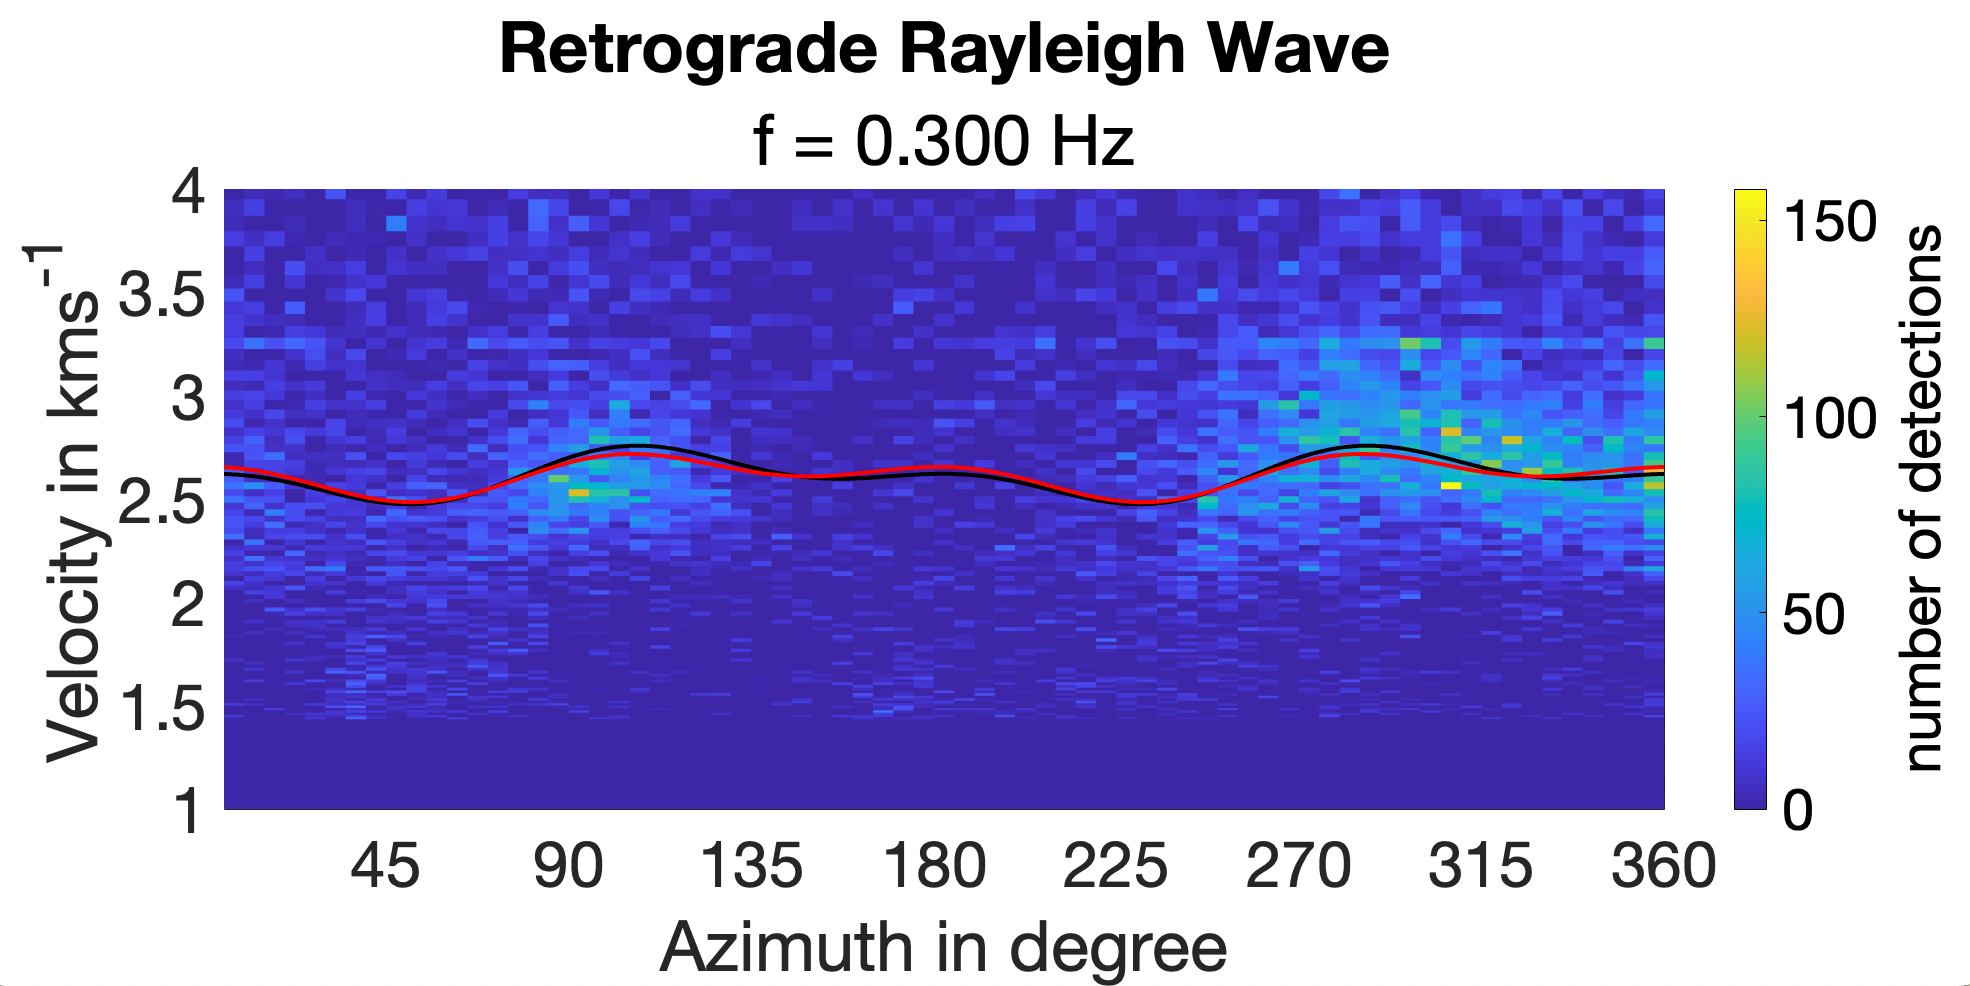 Retrograde Rayleigh Wave
f = 0.300 Hz
4
3.5
3
2.5
2
1.5
1
Velocity in kms-1
45 90 135 180 225 270 315 360
Azimuth in degree
150
100
50
0
number of detections